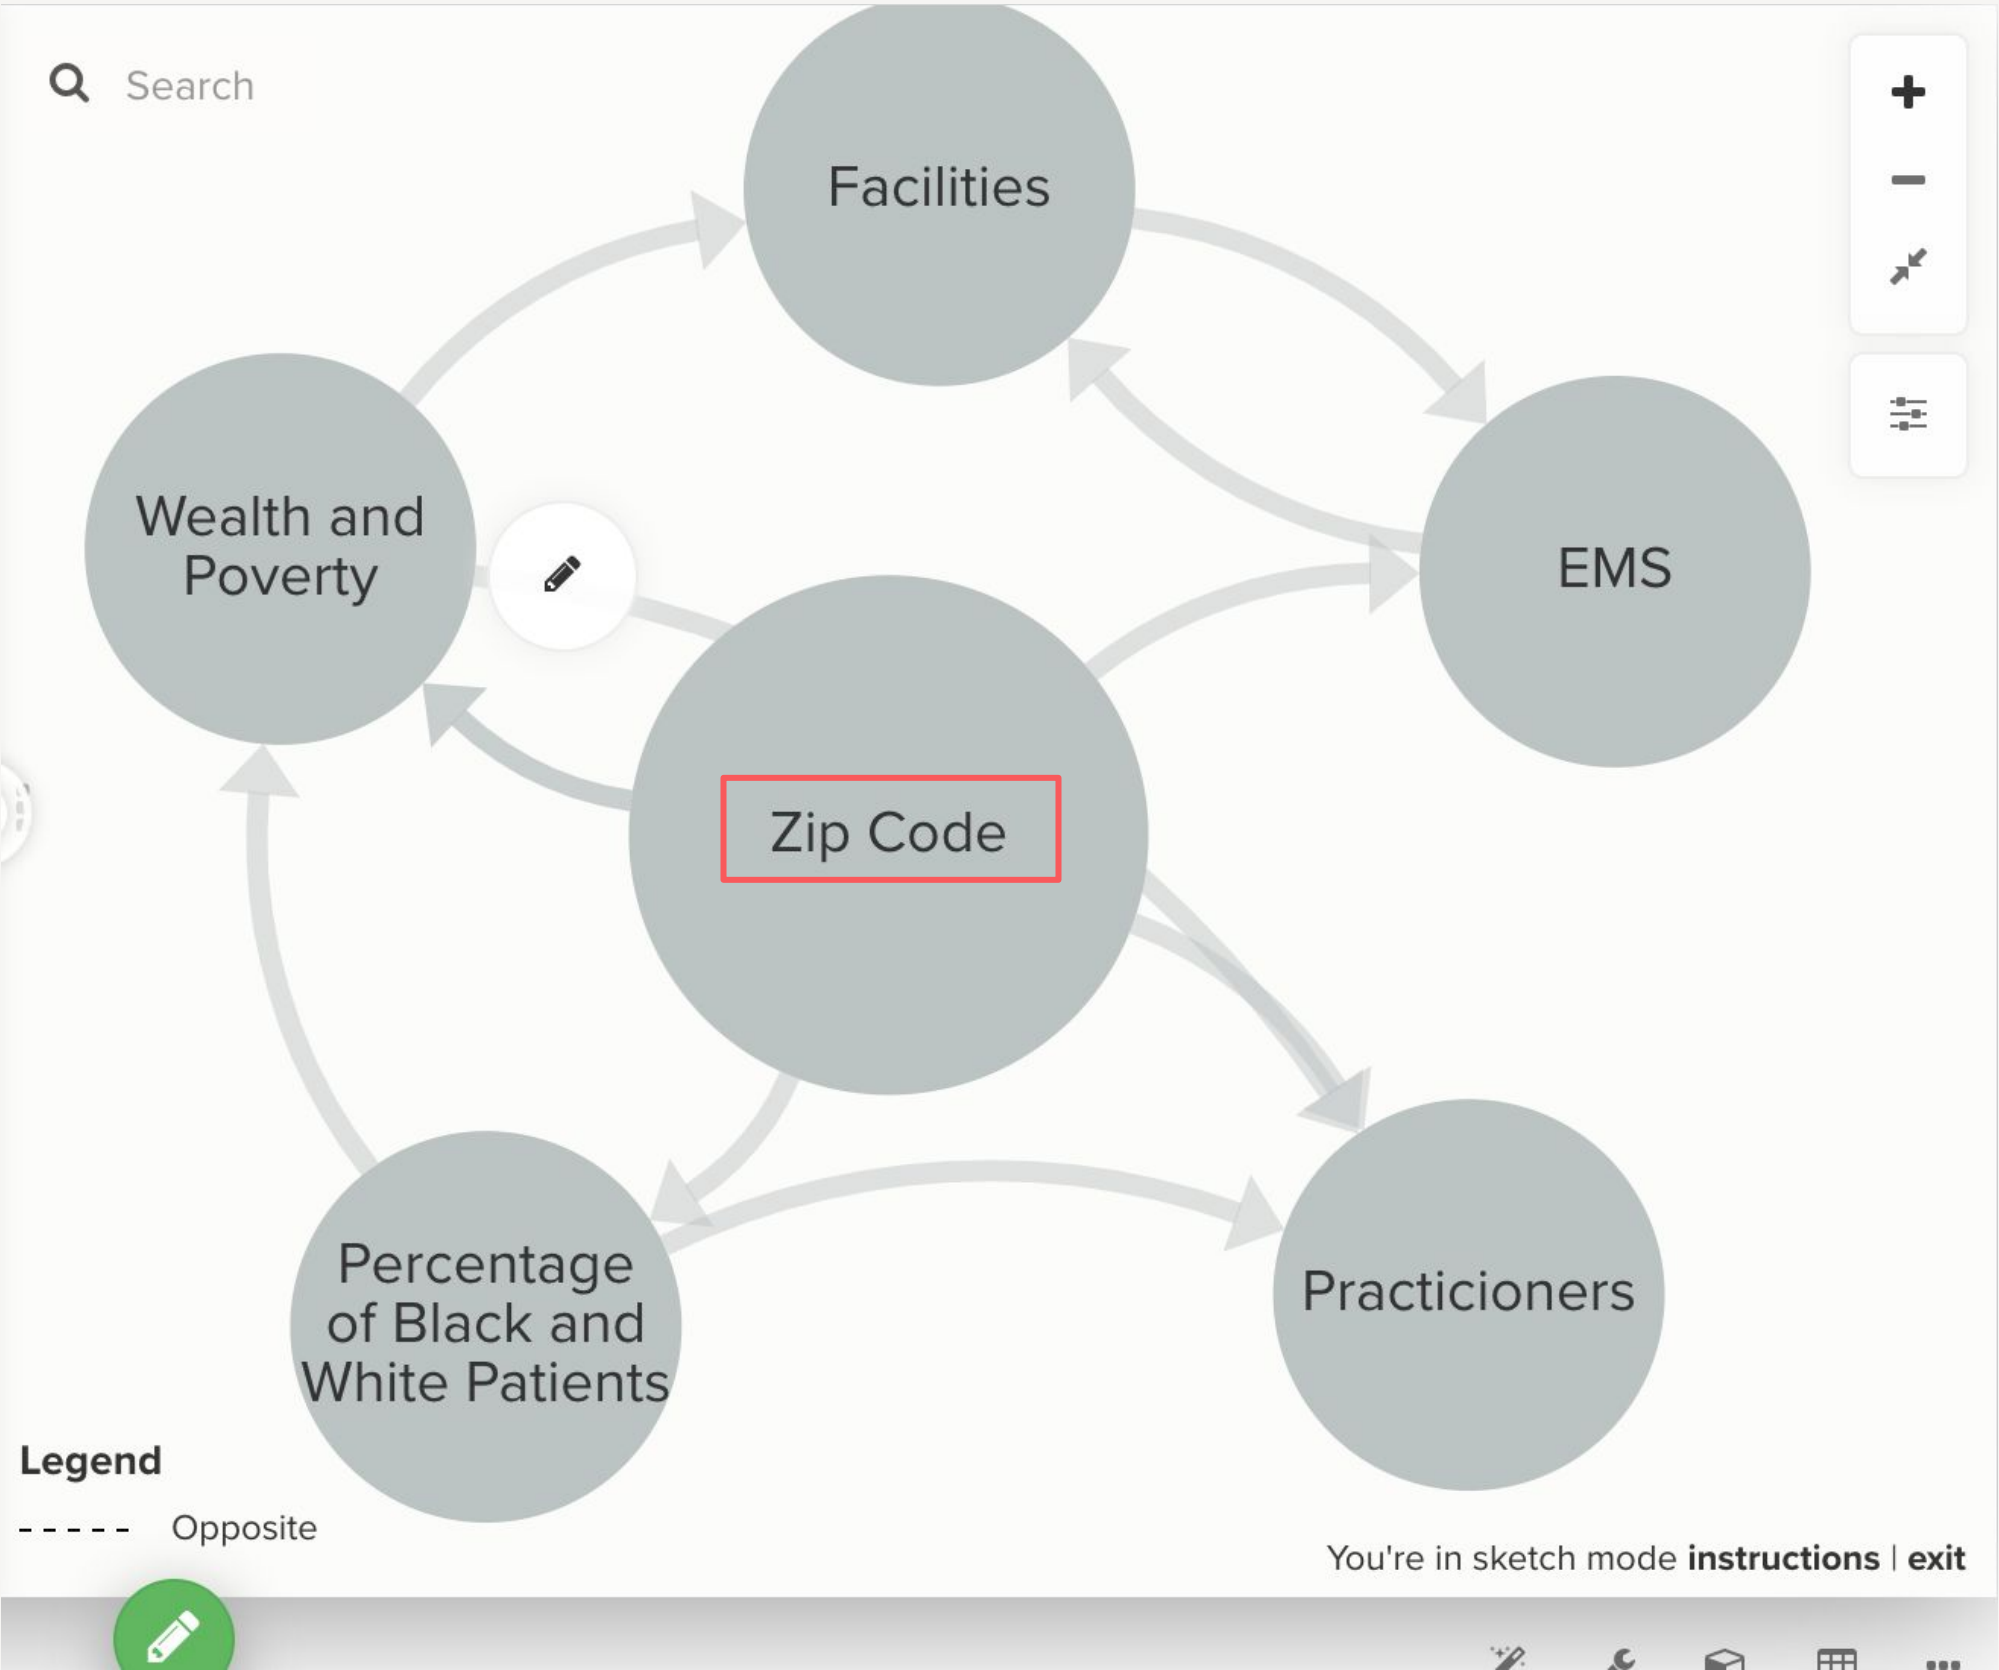 Search
Facilities
Wealth and
Poverty
EMS
Zip Code
Percentage
of Black and
White Patients
Practicioners
Legend
Opposite
You're in sketch mode instructions | exit